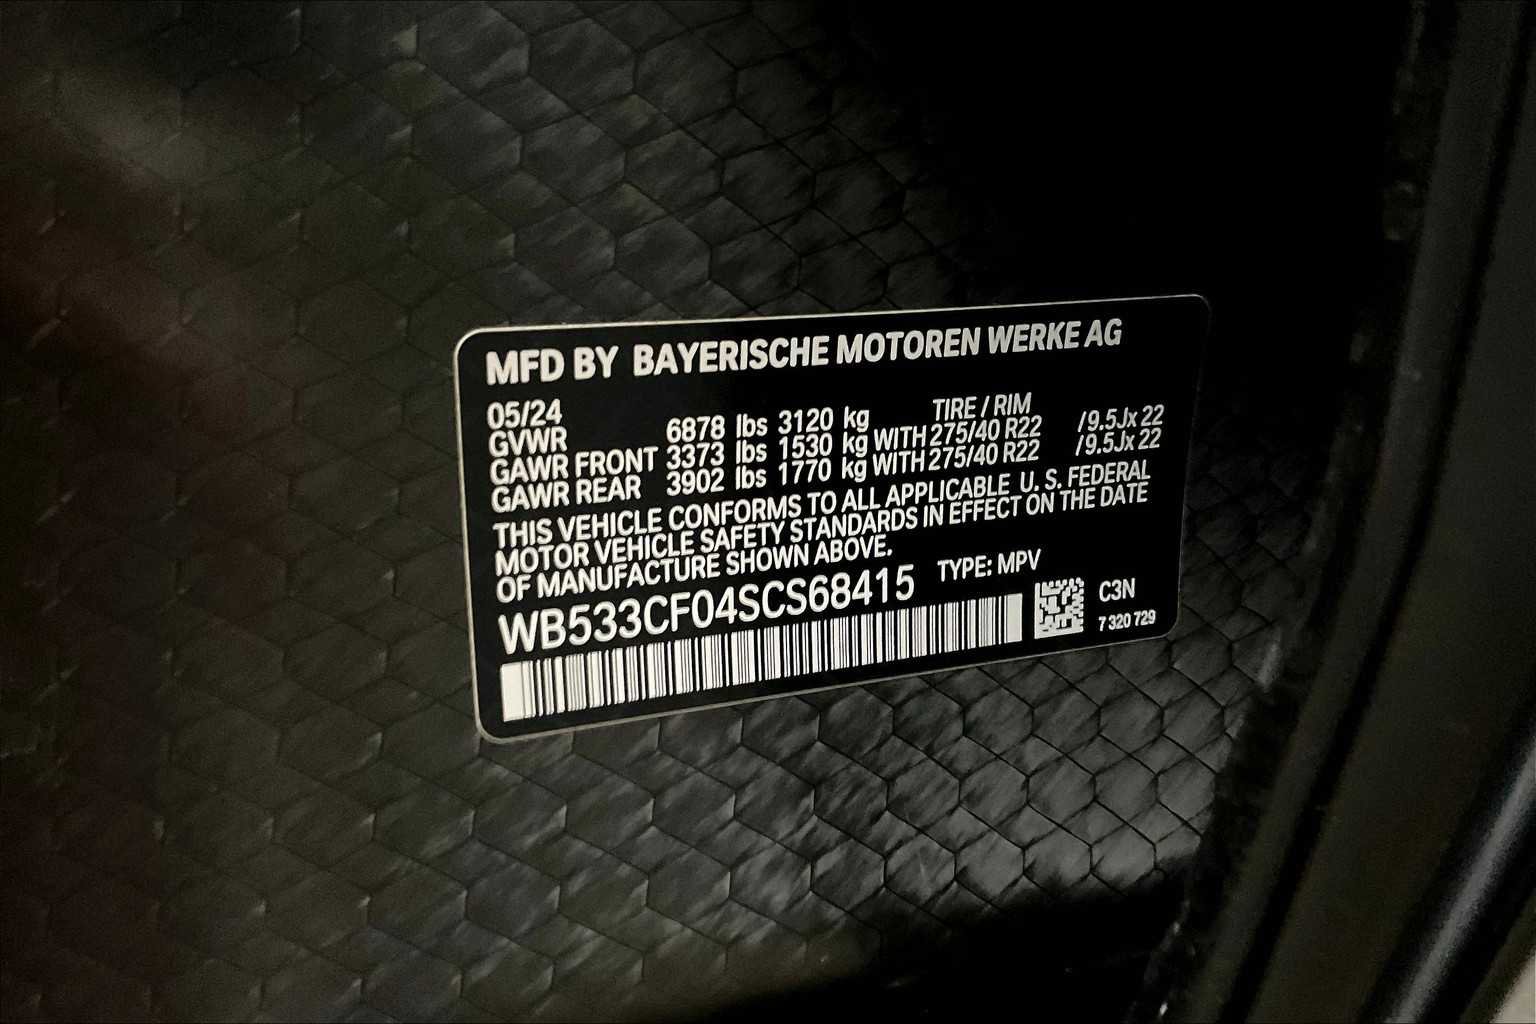 MFD BY BAYERISCHE MOTOREN WERKE AG
05/24 TIRE / RIM
GVWR 6878 lbs 3120 kg
GAWR FRONT 3373 lbs 1530 kg WITH 275/40 R22 /9.5Jx 22
GAWR REAR 3902 lbs 1770 kg WITH 275/40 R22 /9.5Jx 22
THIS VEHICLE CONFORMS TO ALL APPLICABLE U. S. FEDERAL
MOTOR VEHICLE SAFETY STANDARDS IN EFFECT ON THE DATE
OF MANUFACTURE SHOWN ABOVE.
WB533CF04SCS68415 TYPE: MPV
C3N
7 320 729